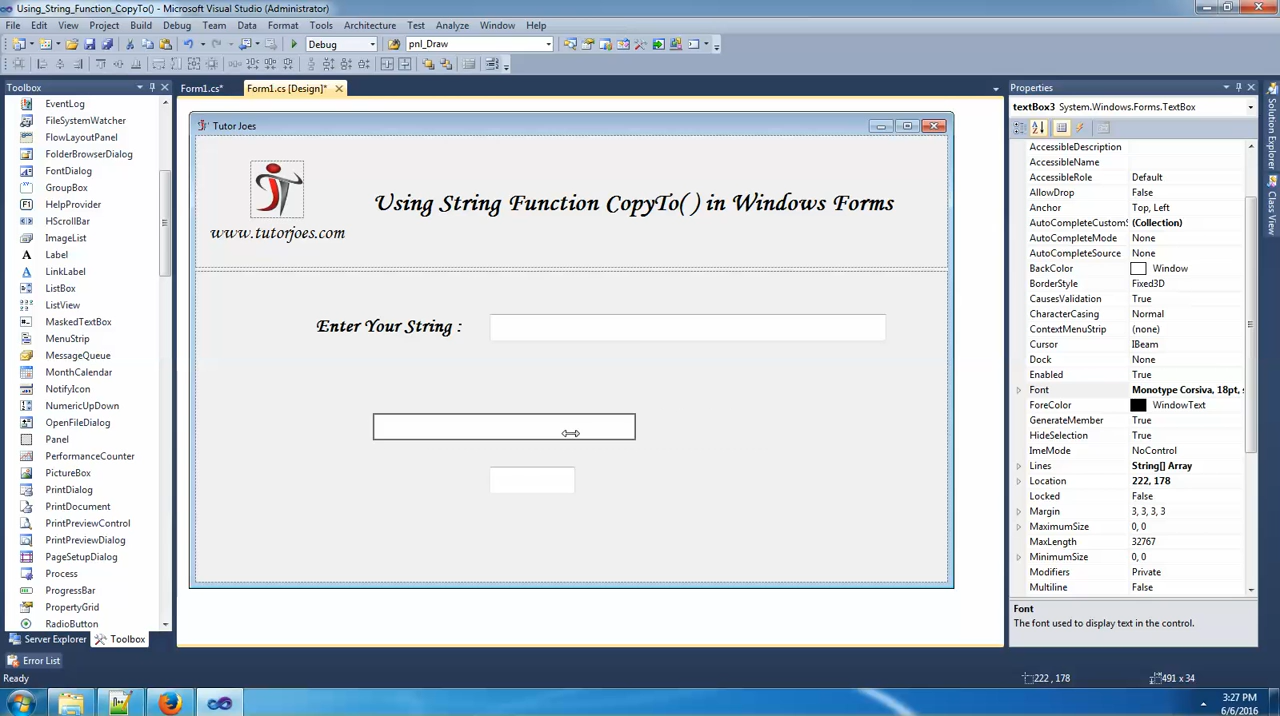 Using_String_Function_CopyTo() - Microsoft Visual Studio (Administrator)
File Edit View Project Build Debug Team Data Format Tools Architecture Test Analyze Window Help
Debug pnl_Draw
Toolbox
Form1.cs* Form1.cs [Design]*
Properties
EventLog
FileSystemWatcher
FlowLayoutPanel
FolderBrowserDialog
FontDialog
GroupBox
HelpProvider
HScrollBar
ImageList
Label
LinkLabel
ListBox
ListView
MaskedTextBox
MenuStrip
MessageQueue
MonthCalendar
NotifyIcon
NumericUpDown
OpenFileDialog
Panel
PerformanceCounter
PictureBox
PrintDialog
PrintDocument
PrintPreviewControl
PrintPreviewDialog
PageSetupDialog
Process
ProgressBar
PropertyGrid
RadioButton
Server Explorer Toolbox
Tutor Joes
Using String Function CopyTo( ) in Windows Forms
www.tutorjoes.com
Enter Your String :
textBox3 System.Windows.Forms.TextBox
AccessibleDescription
AccessibleName
AccessibleRole Default
AllowDrop False
Anchor Top, Left
AutoCompleteCustomS (Collection)
AutoCompleteMode None
AutoCompleteSource None
BackColor Window
BorderStyle Fixed3D
CausesValidation True
CharacterCasing Normal
ContextMenuStrip (none)
Cursor IBeam
Dock None
Enabled True
Font Monotype Corsiva, 18pt, s
ForeColor WindowText
GenerateMember True
HideSelection True
ImeMode NoControl
Lines String[] Array
Location 222, 178
Locked False
Margin 3, 3, 3, 3
MaximumSize 0, 0
MaxLength 32767
MinimumSize 0, 0
Modifiers Private
Multiline False
Font
The font used to display text in the control.
Solution Explorer
Class View
Error List
Ready 222 , 178 491 x 34
3:27 PM
6/6/2016